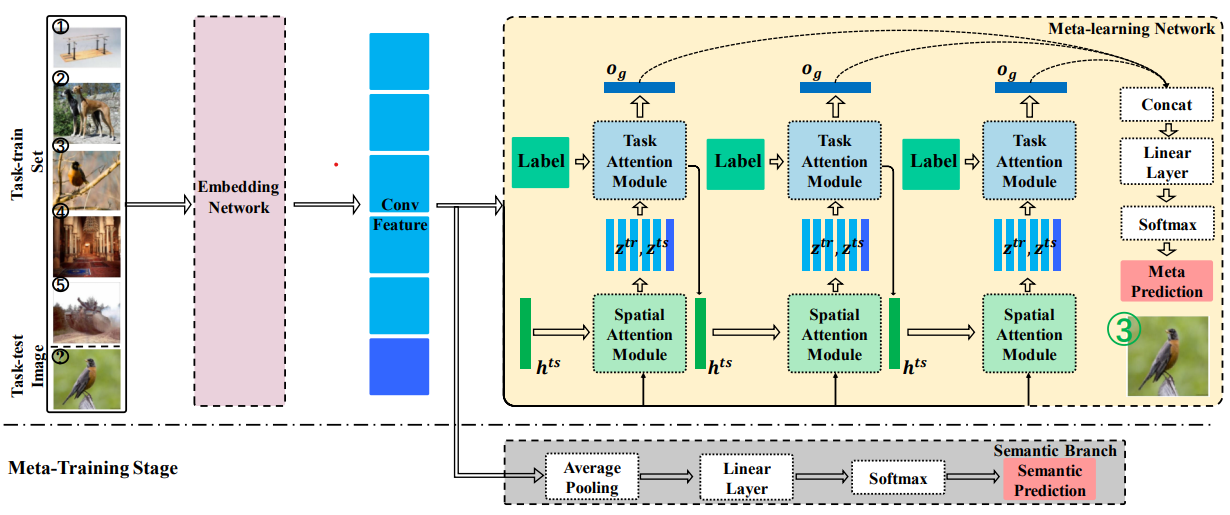 Task-train
Set
Task-test
Image
①
②
③
④
⑤
?
Embedding
Network
Conv
Feature
Meta-learning Network
o_g
o_g
o_g
Label
Task
Attention
Module
Label
Task
Attention
Module
Label
Task
Attention
Module
z^{tr}, z^{ts}
z^{tr}, z^{ts}
z^{tr}, z^{ts}
h^{ts}
Spatial
Attention
Module
h^{ts}
Spatial
Attention
Module
h^{ts}
Spatial
Attention
Module
Concat
Linear
Layer
Softmax
Meta
Prediction
③
Meta-Training Stage
Semantic Branch
Average
Pooling
Linear
Layer
Softmax
Semantic
Prediction